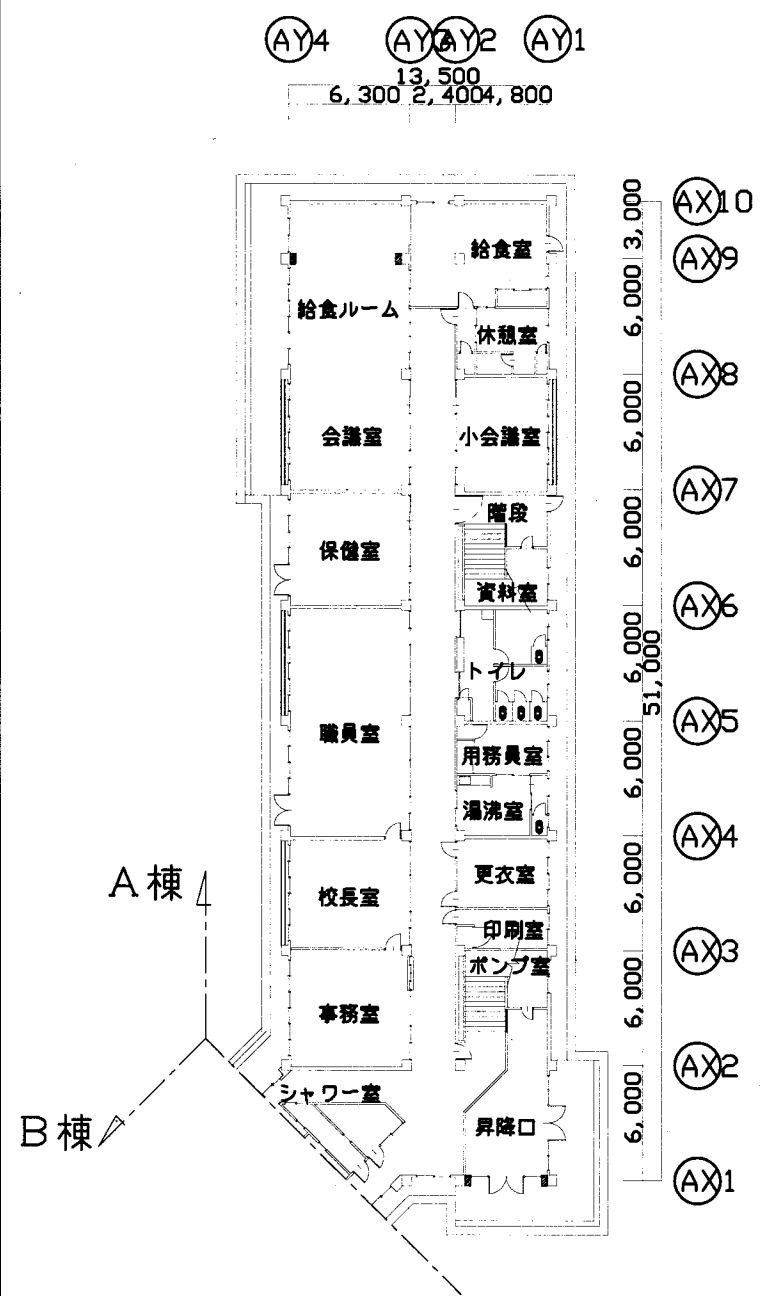 AY4 AY3 AY2 AY1
13,500
6,300 2,400 4,800
AX10
3,000
給食室
AX9
6,000
給食ルーム
休憩室
AX8
6,000
会議室 小会議室
AX7
階段
6,000
保健室
資料室
AX6
6,000
51,000
トイレ
AX5
職員室
用務員室
6,000
湯沸室
AX4
更衣室
6,000
A棟
校長室
印刷室
AX3
ポンプ室
6,000
事務室
AX2
シャワー室
6,000
B棟
昇降口
AX1